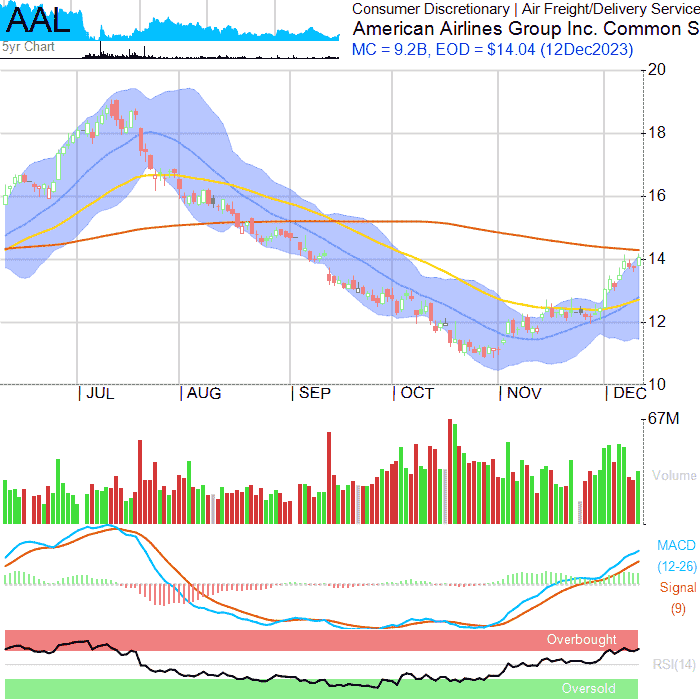 AAL
5yr Chart
Consumer Discretionary | Air Freight/Delivery Service
American Airlines Group Inc. Common S
MC = 9.2B, EOD = $14.04 (12Dec2023)
20
18
16
14
12
10
| JUL | AUG | SEP | OCT | NOV | DEC
67M
Volume
MACD
(12-26)
Signal
(9)
Overbought
RSI(14)
Oversold